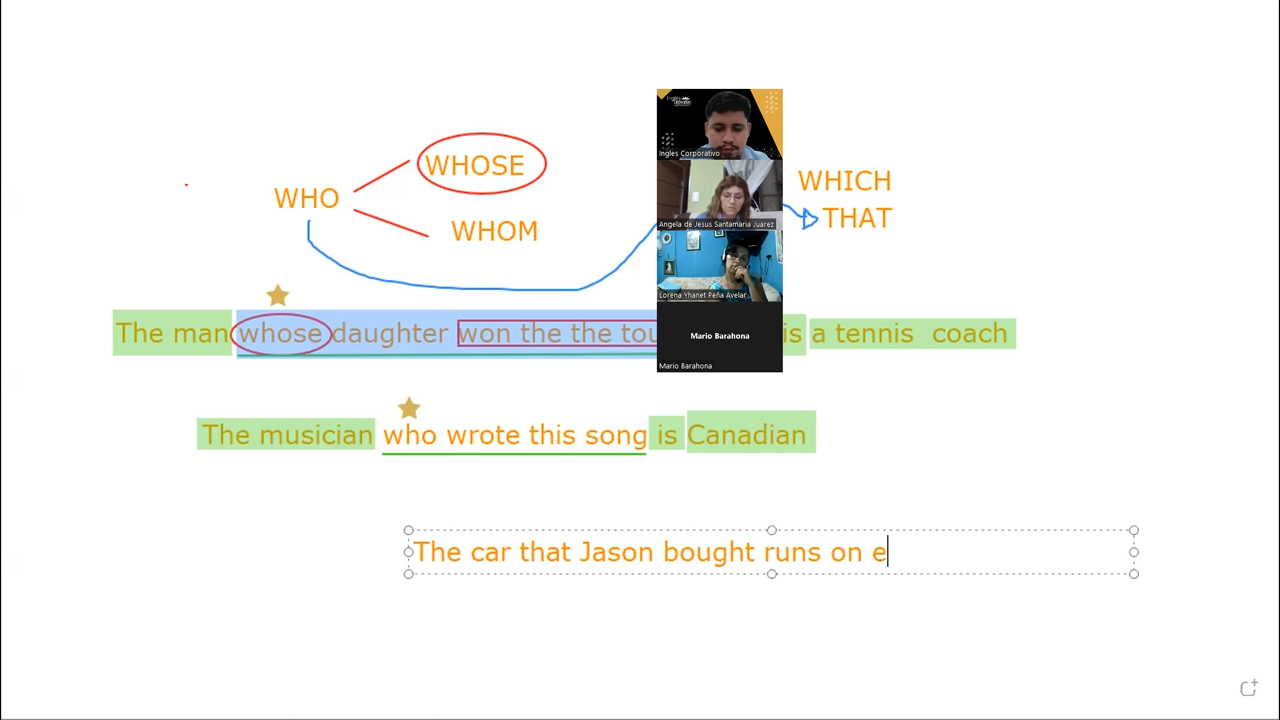 WHOSE
WHO
WHOM
WHICH
THAT
Ingles Corporativo
Angela de Jesus Santamaria Juarez
Lorena Yhanet Peña Avelar
Mario Barahona
Mario Barahona
The man whose daughter won the the is a tennis coach
The musician who wrote this song is Canadian
The car that Jason bought runs on e